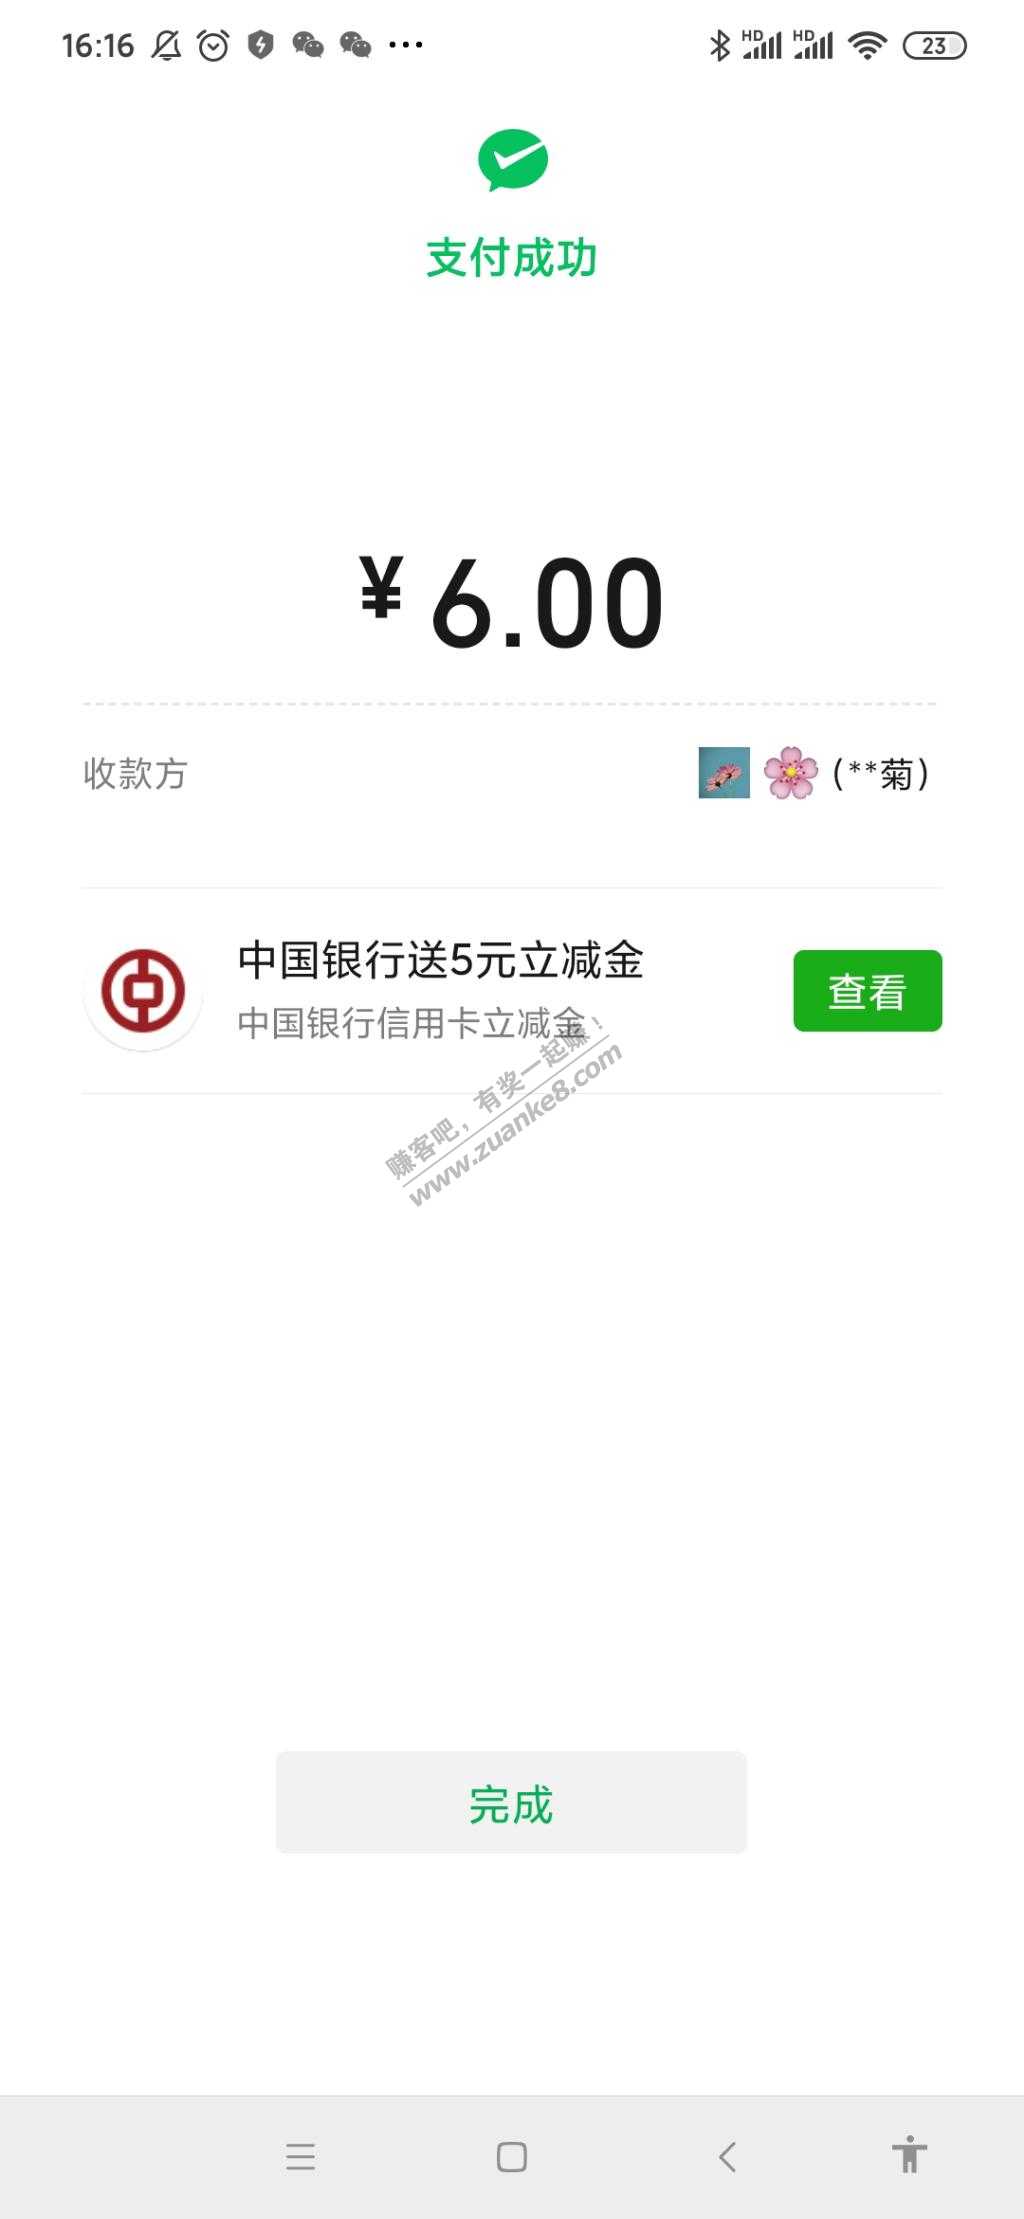 16:16 HD HD 23
支付成功
¥6.00
收款方 🌸(**菊)
中国银行送5元立减金
中国银行信用卡立减金
查看
赚客吧，有奖一起赚！
www.zuanke8.com
完成